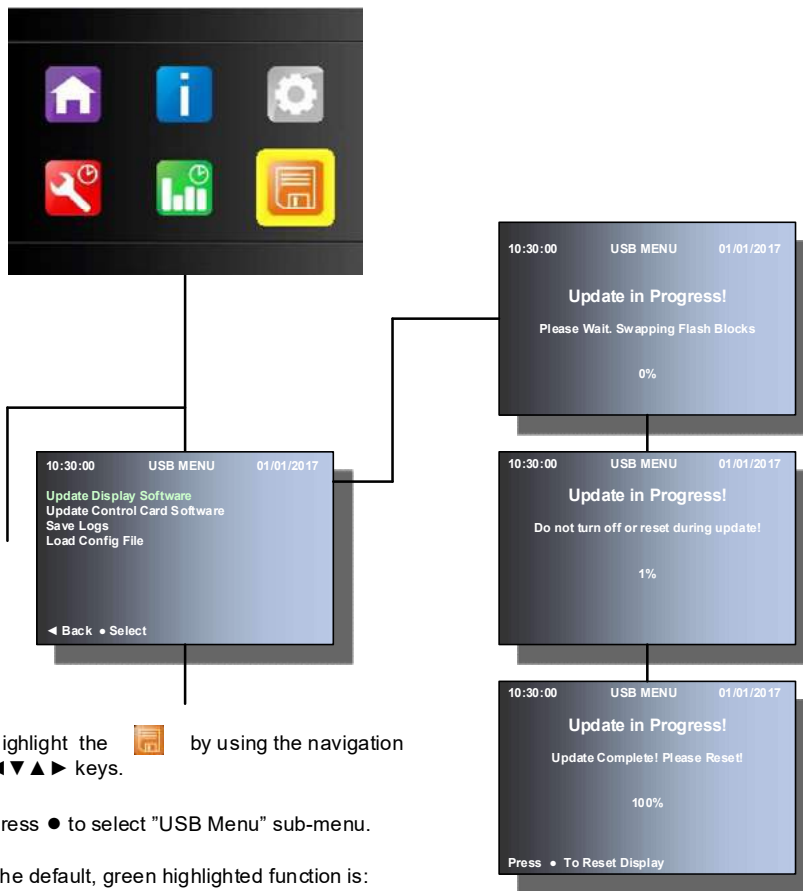 10:30:00 USB MENU 01/01/2017
Update Display Software
Update Control Card Software
Save Logs
Load Config File
◄ Back ● Select
ighlight the by using the navigation
◄▼▲► keys.
ress ● to select ”USB Menu” sub-menu.
he default, green highlighted function is:
10:30:00 USB MENU 01/01/2017
Update in Progress!
Please Wait. Swapping Flash Blocks
0%
10:30:00 USB MENU 01/01/2017
Update in Progress!
Do not turn off or reset during update!
1%
10:30:00 USB MENU 01/01/2017
Update in Progress!
Update Complete! Please Reset!
100%
Press ● To Reset Display